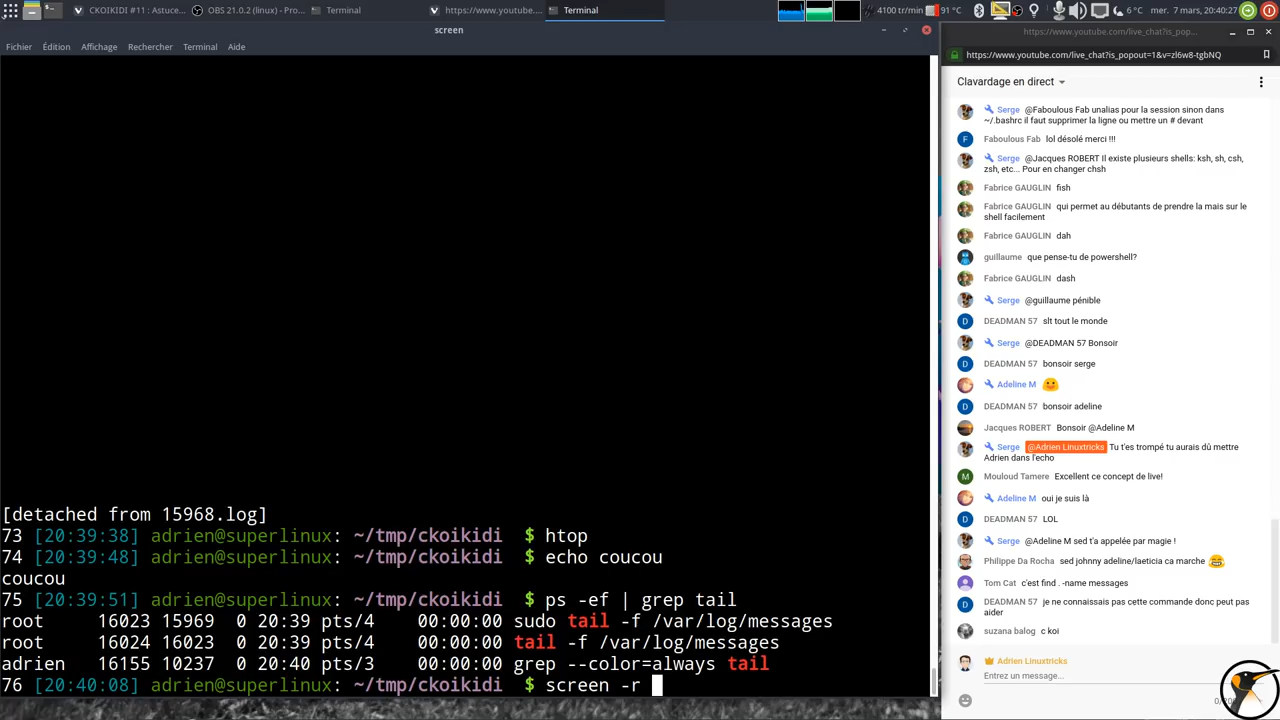 CKOIKIDI #11 : Astuce...
OBS 21.0.2 (linux) - Pro...
Terminal
https://www.youtube....
Terminal
4100 tr/min
91 °C
6 °C
mer. 7 mars, 20:40:27
screen
Fichier Édition Affichage Rechercher Terminal Aide
[detached from 15968.log]
73 [20:39:38] adrien@superlinux: ~/tmp/ckoikidi $ htop
74 [20:39:48] adrien@superlinux: ~/tmp/ckoikidi $ echo coucou
coucou
75 [20:39:51] adrien@superlinux: ~/tmp/ckoikidi $ ps -ef | grep tail
root 16023 15969 0 20:39 pts/4 00:00:00 sudo tail -f /var/log/messages
root 16024 16023 0 20:39 pts/4 00:00:00 tail -f /var/log/messages
adrien 16155 10237 0 20:40 pts/3 00:00:00 grep --color=always tail
76 [20:40:08] adrien@superlinux: ~/tmp/ckoikidi $ screen -r
https://www.youtube.com/live_chat?is_pop...
https://www.youtube.com/live_chat?is_popout=1&v=zl6w8-tgbNQ
Clavardage en direct
Serge @Faboulous Fab unalias pour la session sinon dans
~/.bashrc il faut supprimer la ligne ou mettre un # devant
Faboulous Fab lol désolé merci !!!
Serge @Jacques ROBERT Il existe plusieurs shells: ksh, sh, csh,
zsh, etc... Pour en changer chsh
Fabrice GAUGLIN fish
Fabrice GAUGLIN qui permet au débutants de prendre la mais sur le
shell facilement
Fabrice GAUGLIN dah
guillaume que pense-tu de powershell?
Fabrice GAUGLIN dash
Serge @guillaume pénible
DEADMAN 57 slt tout le monde
Serge @DEADMAN 57 Bonsoir
DEADMAN 57 bonsoir serge
Adeline M
DEADMAN 57 bonsoir adeline
Jacques ROBERT Bonsoir @Adeline M
Serge @Adrien Linuxtricks Tu t'es trompé tu aurais dû mettre
Adrien dans l'echo
Mouloud Tamere Excellent ce concept de live!
Adeline M oui je suis là
DEADMAN 57 LOL
Serge @Adeline M sed t'a appelée par magie !
Philippe Da Rocha sed johnny adeline/laeticia ca marche
Tom Cat c'est find . -name messages
DEADMAN 57 je ne connaissais pas cette commande donc peut pas
aider
suzana balog c koi
Adrien Linuxtricks
Entrez un message...